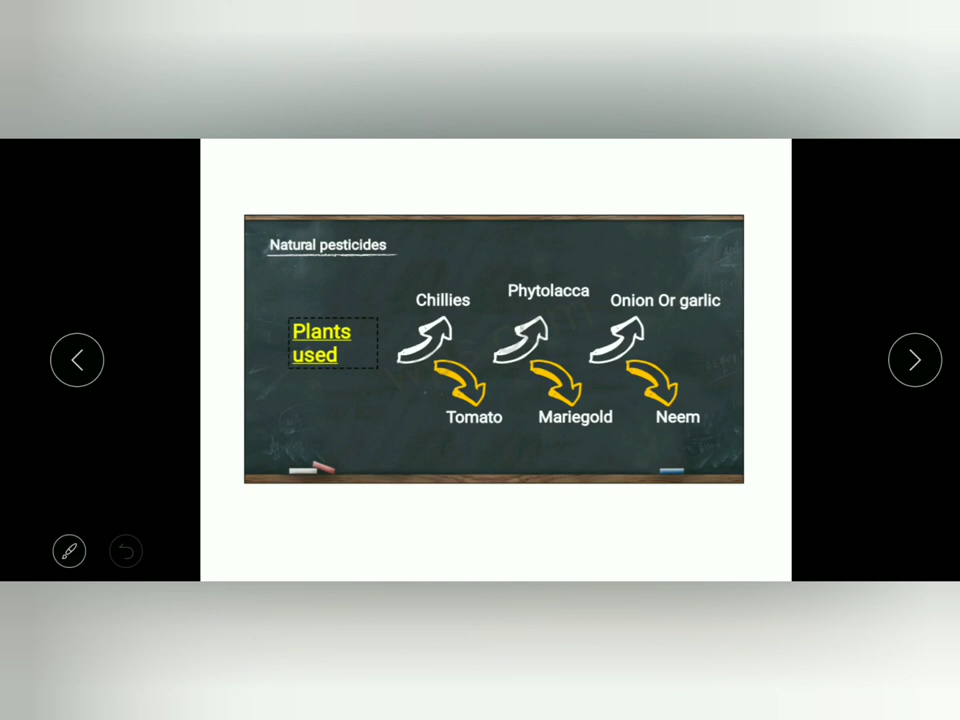 Natural pesticides
Plants
used
Chillies
Phytolacca
Onion Or garlic
Tomato
Mariegold
Neem